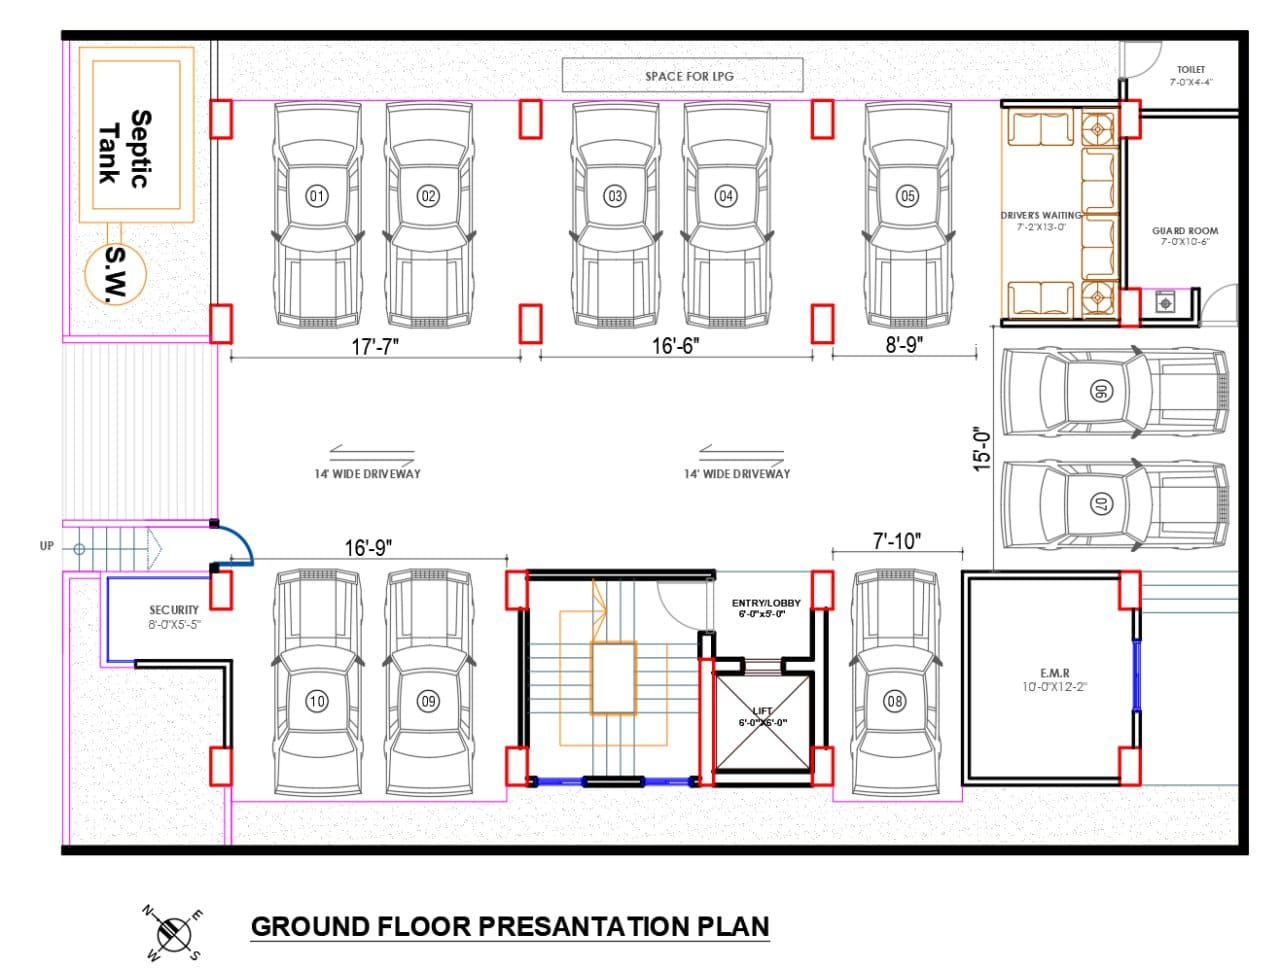 SPACE FOR LPG
TOILET
7'-0"X4'-4"
Septic
Tank
S.W.
01
02
03
04
05
DRIVER'S WAITING
7'-2"X13'-0"
GUARD ROOM
7'-0"X10'-6"
17'-7"
16'-6"
8'-9"
06
15'-0"
14' WIDE DRIVEWAY
14' WIDE DRIVEWAY
07
UP
16'-9"
7'-10"
SECURITY
8'-0"X5'-5"
ENTRY/LOBBY
6'-0"x5'-0"
10
09
LIFT
6'-0"X6'-0"
08
E.M.R
10'-0"X12'-2"
N
E
W
S
GROUND FLOOR PRESANTATION PLAN